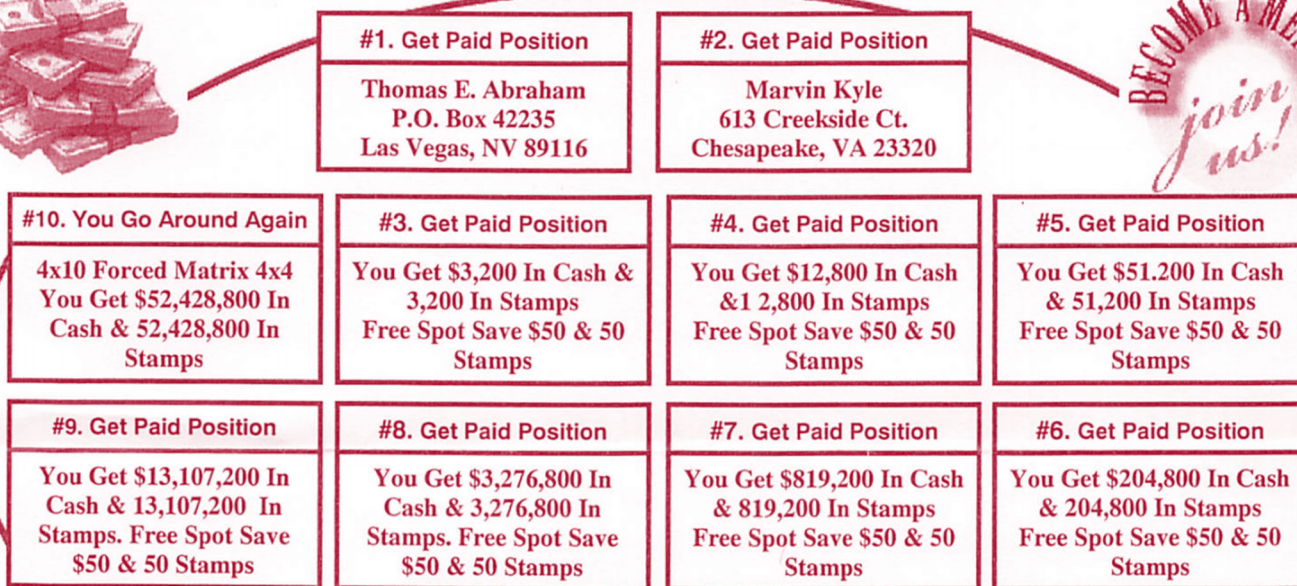 #1. Get Paid Position
Thomas E. Abraham
P.O. Box 42235
Las Vegas, NV 89116
#2. Get Paid Position
Marvin Kyle
613 Creekside Ct.
Chesapeake, VA 23320
BECOME
join
us!
#10. You Go Around Again
4x10 Forced Matrix 4x4
You Get $52,428,800 In
Cash & 52,428,800 In
Stamps
#3. Get Paid Position
You Get $3,200 In Cash &
3,200 In Stamps
Free Spot Save $50 & 50
Stamps
#4. Get Paid Position
You Get $12,800 In Cash
&1 2,800 In Stamps
Free Spot Save $50 & 50
Stamps
#5. Get Paid Position
You Get $51.200 In Cash
& 51,200 In Stamps
Free Spot Save $50 & 50
Stamps
#9. Get Paid Position
You Get $13,107,200 In
Cash & 13,107,200 In
Stamps. Free Spot Save
$50 & 50 Stamps
#8. Get Paid Position
You Get $3,276,800 In
Cash & 3,276,800 In
Stamps. Free Spot Save
$50 & 50 Stamps
#7. Get Paid Position
You Get $819,200 In Cash
& 819,200 In Stamps
Free Spot Save $50 & 50
Stamps
#6. Get Paid Position
You Get $204,800 In Cash
& 204,800 In Stamps
Free Spot Save $50 & 50
Stamps